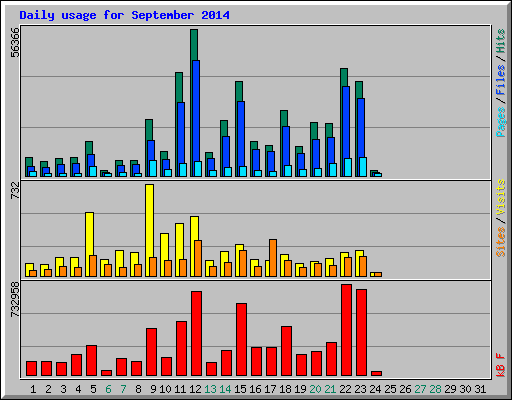 Daily usage for September 2014
56366
Pages/Files/Hits
732
Sites/Visits
732958
kB F
1 2 3 4 5 6 7 8 9 10 11 12 13 14 15 16 17 18 19 20 21 22 23 24 25 26 27 28 29 30 31